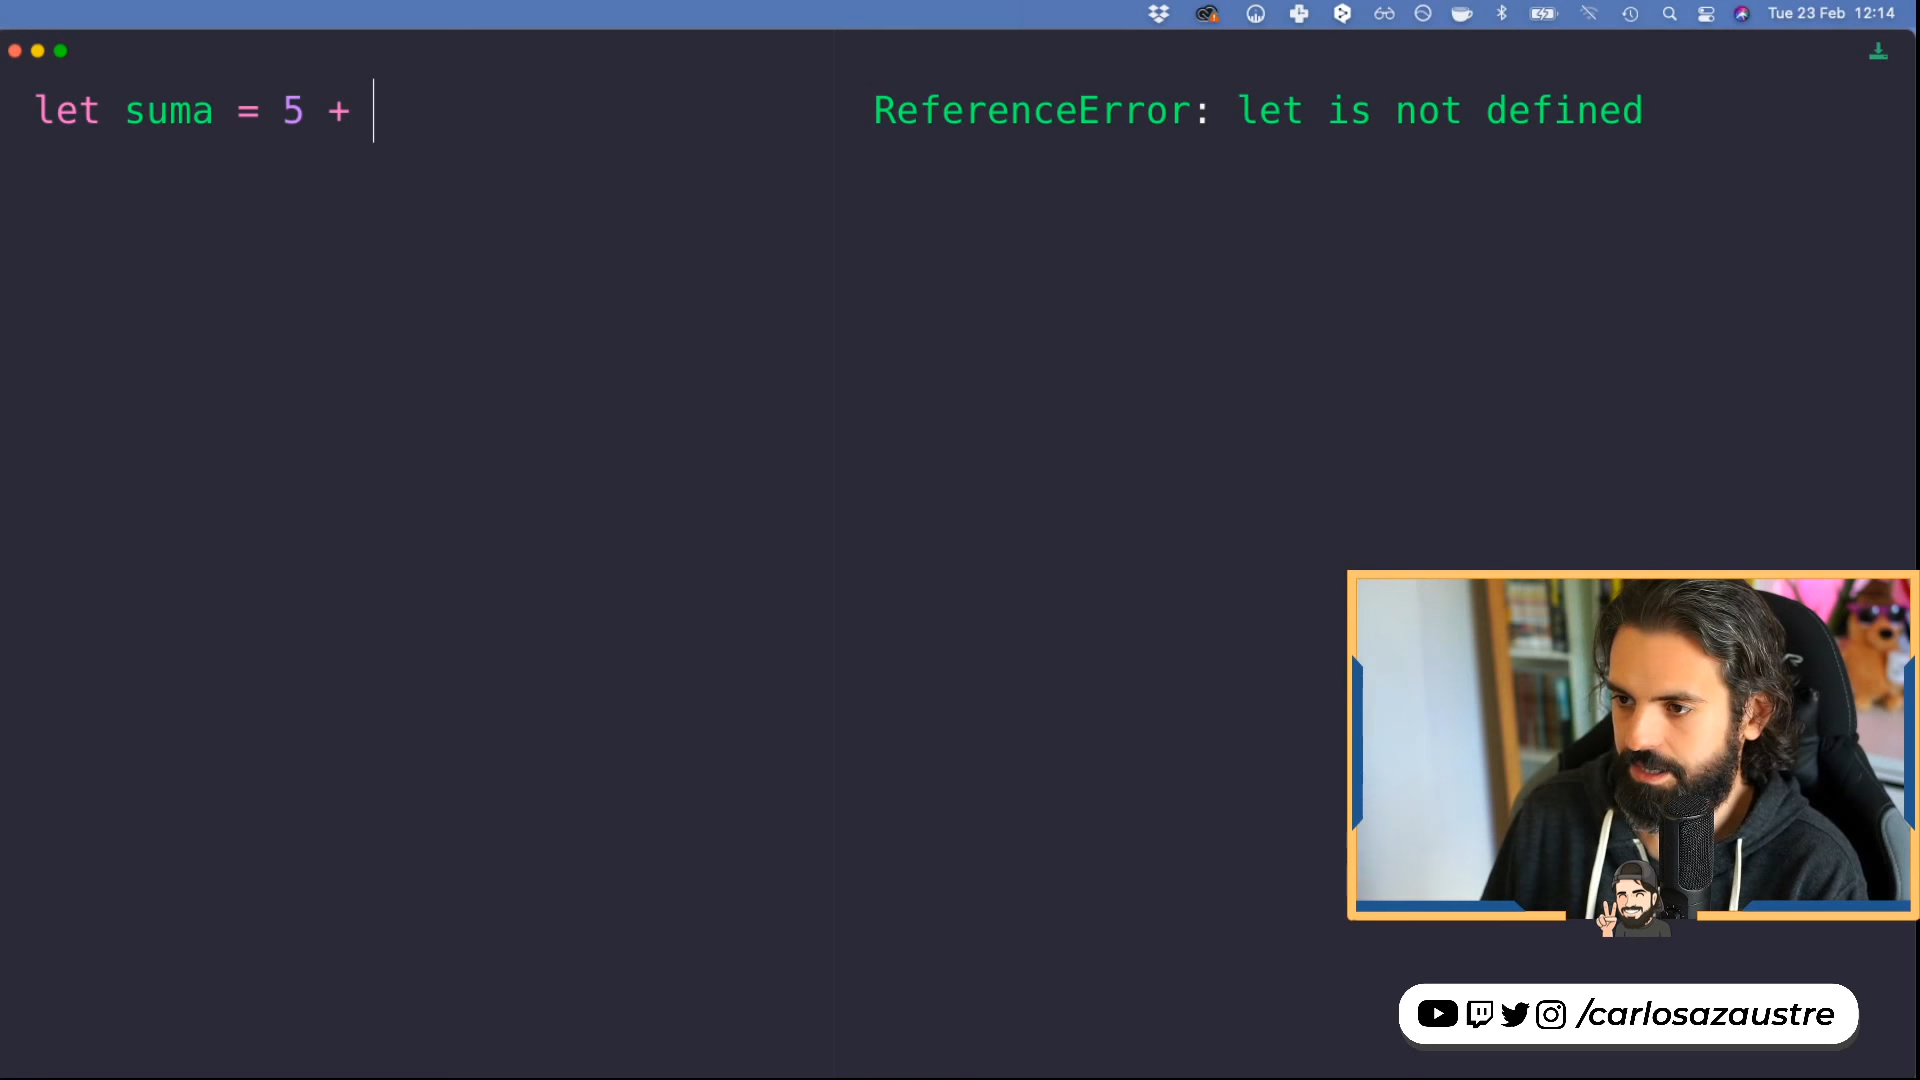 Tue 23 Feb 12:14
let suma = 5 +
ReferenceError: let is not defined
/carlosazaustre